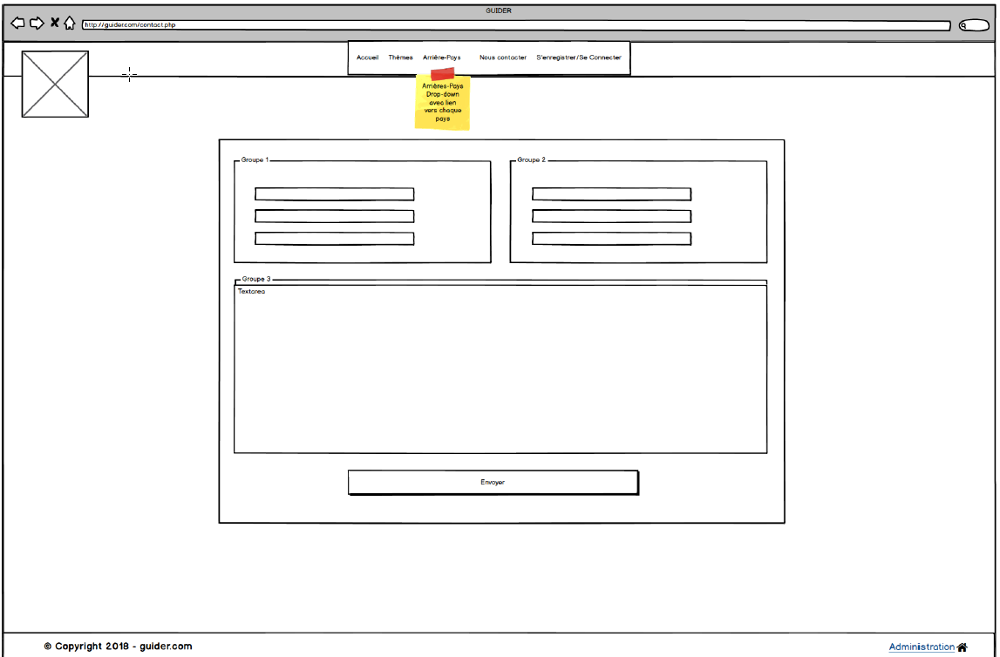 GUIDER
http://guider.com/contact.php
Accueil Thèmes Arrière-Pays Nous contacter S'enregistrer/Se Connecter
Arrières-Pays
Drop-down
avec lien
vers chaque
pays
Groupe 1
Groupe 2
Groupe 3
Textarea
Envoyer
© Copyright 2018 - guider.com
Administration